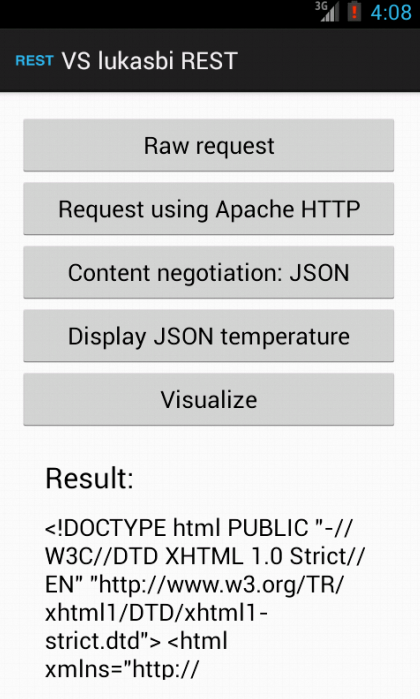 3G 4:08
REST VS lukasbi REST
Raw request
Request using Apache HTTP
Content negotiation: JSON
Display JSON temperature
Visualize
Result:
<!DOCTYPE html PUBLIC "-//
W3C//DTD XHTML 1.0 Strict//
EN" "http://www.w3.org/TR/
xhtml1/DTD/xhtml1-
strict.dtd"> <html
xmlns="http://